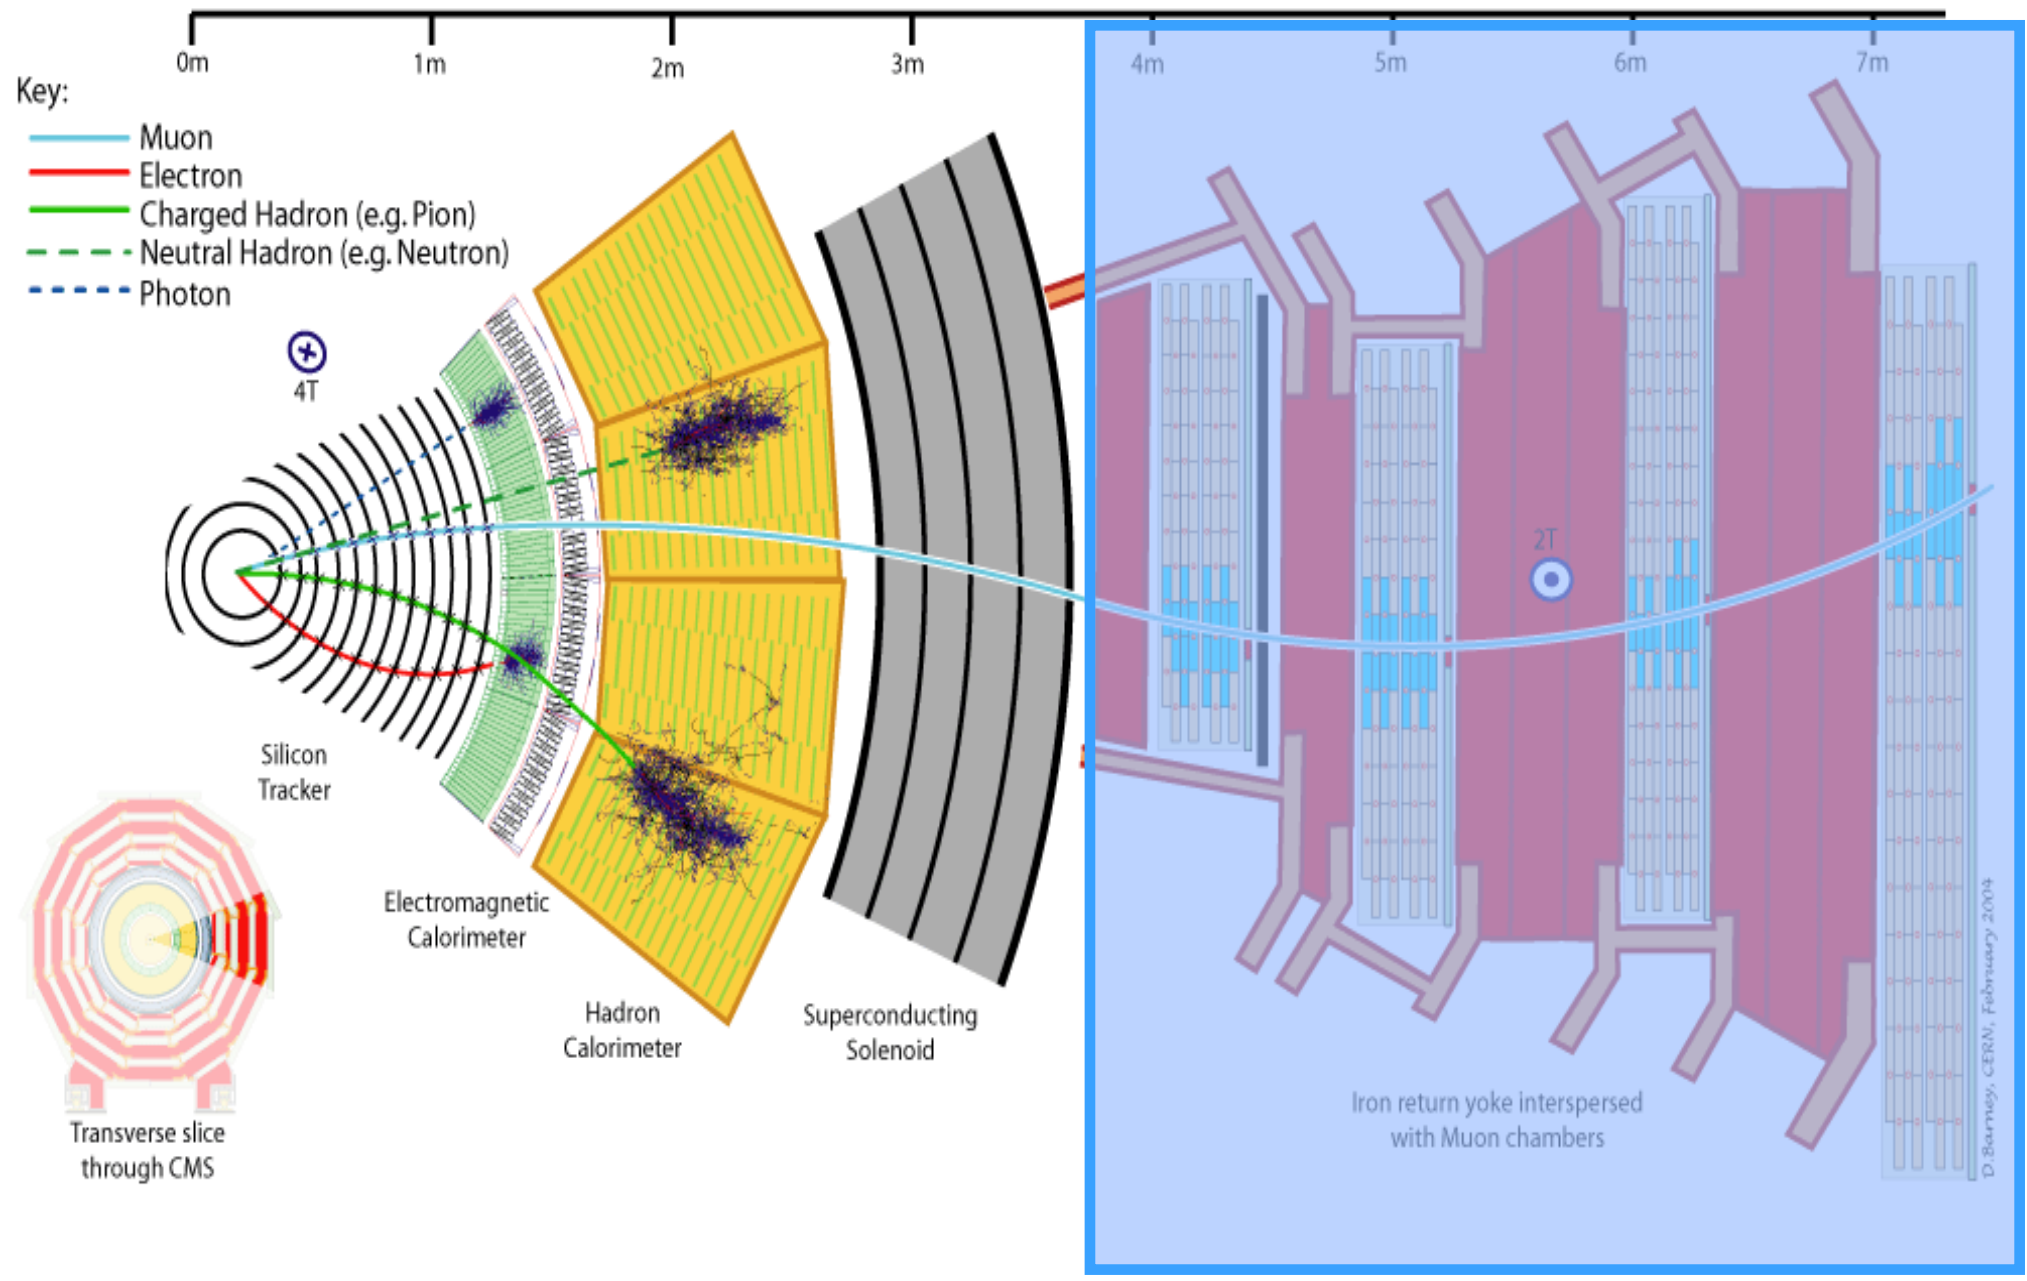 0m
1m
2m
3m
4m
5m
6m
7m
Key:
Muon
Electron
Charged Hadron (e.g. Pion)
Neutral Hadron (e.g. Neutron)
Photon
4T
2T
Silicon
Tracker
Electromagnetic
Calorimeter
Hadron
Calorimeter
Superconducting
Solenoid
Iron return yoke interspersed
with Muon chambers
Transverse slice
through CMS
D.Barney, CERN, February 2004